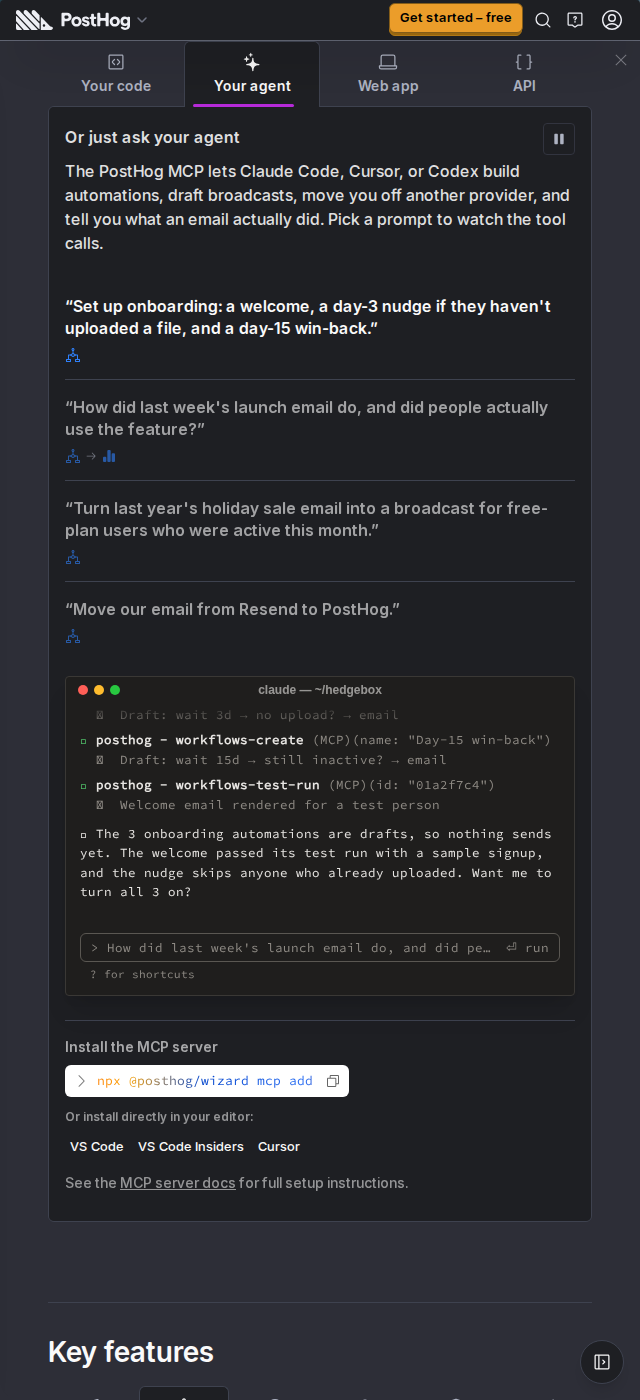 PostHog
Get started – free
Your code
Your agent
Web app
API
Or just ask your agent
The PostHog MCP lets Claude Code, Cursor, or Codex build
automations, draft broadcasts, move you off another provider, and
tell you what an email actually did. Pick a prompt to watch the tool
calls.
“Set up onboarding: a welcome, a day-3 nudge if they haven't
uploaded a file, and a day-15 win-back.”
“How did last week's launch email do, and did people actually
use the feature?”
“Turn last year's holiday sale email into a broadcast for free-
plan users who were active this month.”
“Move our email from Resend to PostHog.”
claude — ~/hedgebox
Draft: wait 3d → no upload? → email
posthog - workflows-create (MCP)(name: "Day-15 win-back")
Draft: wait 15d → still inactive? → email
posthog - workflows-test-run (MCP)(id: "01a2f7c4")
Welcome email rendered for a test person
The 3 onboarding automations are drafts, so nothing sends
yet. The welcome passed its test run with a sample signup,
and the nudge skips anyone who already uploaded. Want me to
turn all 3 on?
> How did last week's launch email do, and did pe… ⏎ run
? for shortcuts
Install the MCP server
npx @posthog/wizard mcp add
Or install directly in your editor:
VS Code VS Code Insiders Cursor
See the MCP server docs for full setup instructions.
Key features